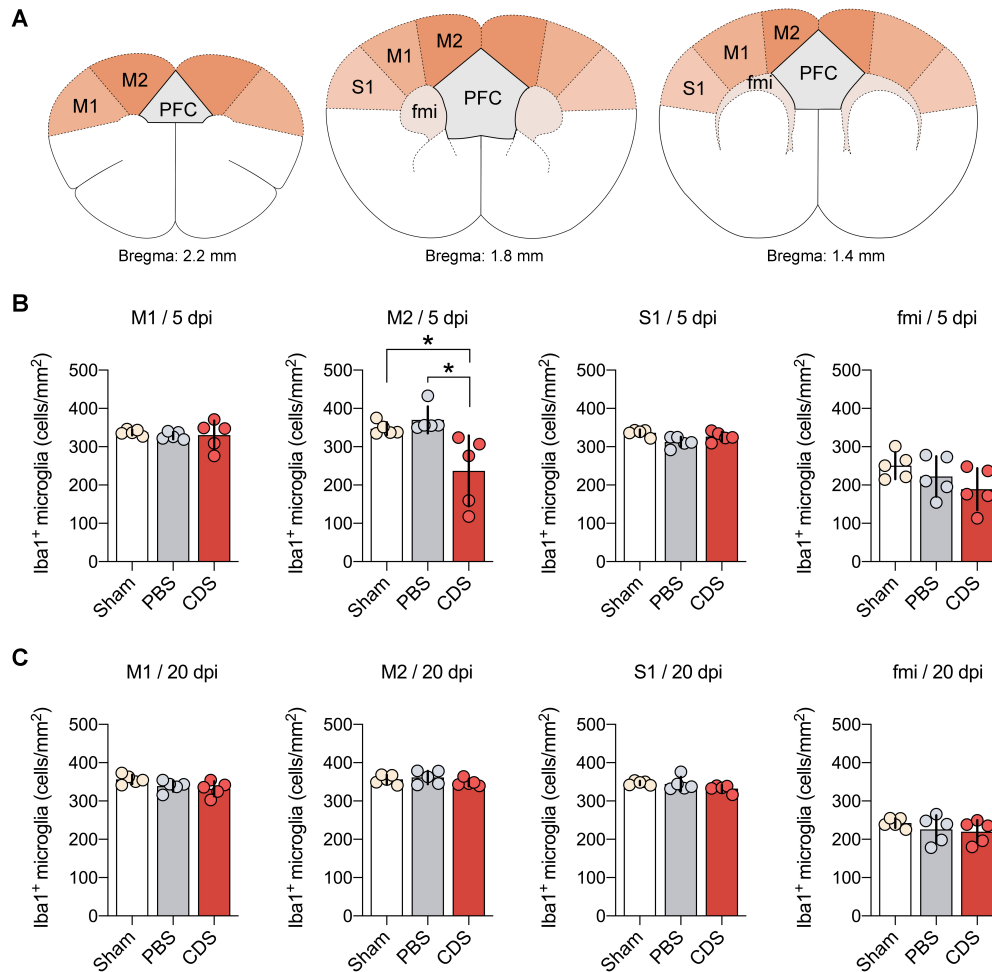 A
M1
M2
PFC
Bregma: 2.2 mm
S1
M1
M2
fmi
PFC
Bregma: 1.8 mm
S1
M1
M2
fmi
PFC
Bregma: 1.4 mm
B
M1 / 5 dpi
Iba1+ microglia (cells/mm2)
500
400
300
200
100
0
Sham
PBS
CDS
M2 / 5 dpi
*
*
Iba1+ microglia (cells/mm2)
500
400
300
200
100
0
Sham
PBS
CDS
S1 / 5 dpi
Iba1+ microglia (cells/mm2)
500
400
300
200
100
0
Sham
PBS
CDS
fmi / 5 dpi
Iba1+ microglia (cells/mm2)
500
400
300
200
100
0
Sham
PBS
CDS
C
M1 / 20 dpi
Iba1+ microglia (cells/mm2)
500
400
300
200
100
0
Sham
PBS
CDS
M2 / 20 dpi
Iba1+ microglia (cells/mm2)
500
400
300
200
100
0
Sham
PBS
CDS
S1 / 20 dpi
Iba1+ microglia (cells/mm2)
500
400
300
200
100
0
Sham
PBS
CDS
fmi / 20 dpi
Iba1+ microglia (cells/mm2)
500
400
300
200
100
0
Sham
PBS
CDS